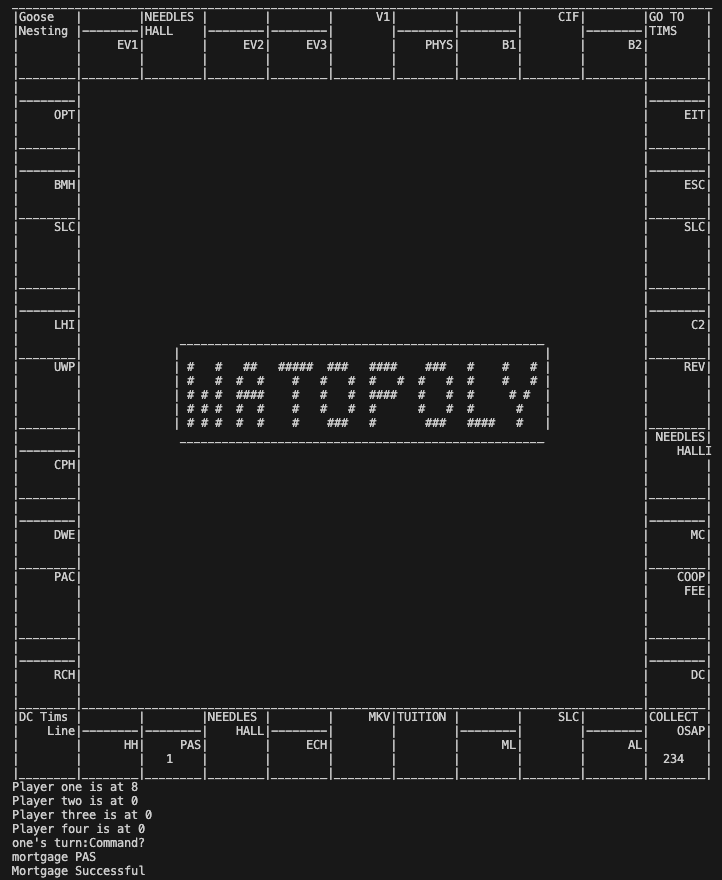 Goose NEEDLES V1 CIF GO TO
Nesting HALL TIMS
EV1 EV2 EV3 PHYS B1 B2
OPT EIT
BMH ESC
SLC SLC
LHI C2
WATOPOLY
UWP REV
NEEDLES
HALLI
CPH
DWE MC
PAC COOP
FEE
RCH DC
DC Tims NEEDLES MKV TUITION SLC COLLECT
Line HALL OSAP
HH PAS ECH ML AL
1 234
Player one is at 8
Player two is at 0
Player three is at 0
Player four is at 0
one's turn:Command?
mortgage PAS
Mortgage Successful